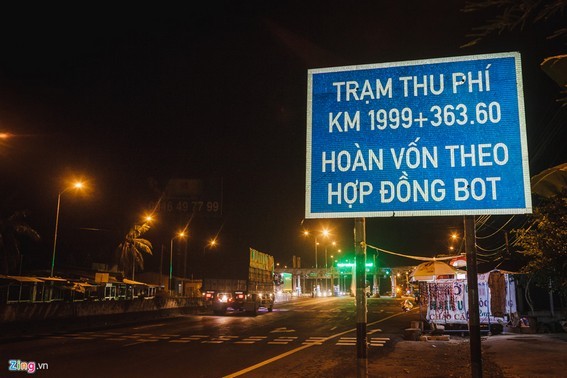 TRẠM THU PHÍ
KM 1999+363.60
HOÀN VỐN THEO
HỢP ĐỒNG BOT
Zing.vn